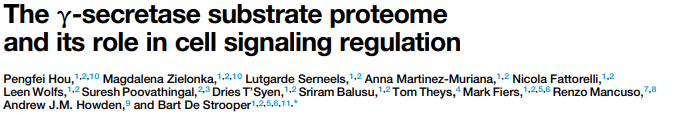 The γ-secretase substrate proteome
and its role in cell signaling regulation
Pengfei Hou,1,2,10 Magdalena Zielonka,1,2,10 Lutgarde Serneels,1,2 Anna Martinez-Muriana,1,2 Nicola Fattorelli,1,2
Leen Wolfs,1,2 Suresh Poovathingal,2,3 Dries T'Syen,1,2 Sriram Balusu,1,2 Tom Theys,4 Mark Fiers,1,2,5,6 Renzo Mancuso,7,8
Andrew J.M. Howden,9 and Bart De Strooper1,2,5,6,11,*